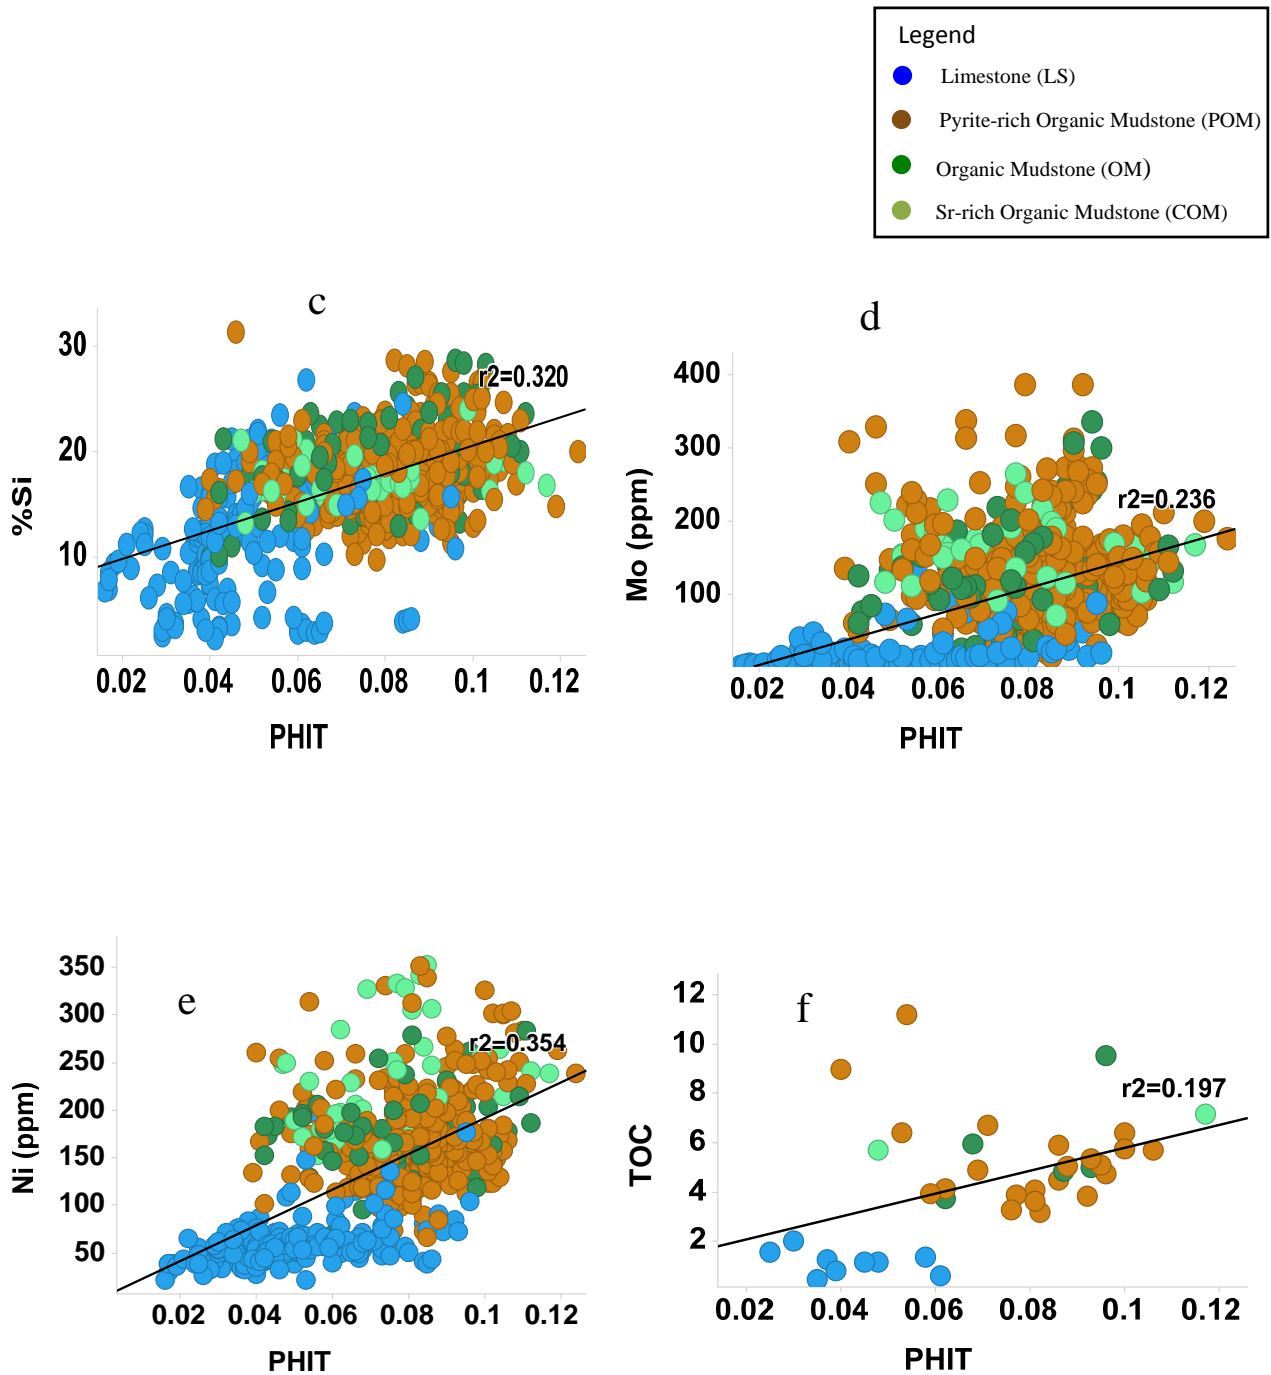 Legend
Limestone (LS)
Pyrite-rich Organic Mudstone (POM)
Organic Mudstone (OM)
Sr-rich Organic Mudstone (COM)
c
30
20
10
%Si
r2=0.320
0.02 0.04 0.06 0.08 0.1 0.12
PHIT
d
400
300
200
100
Mo (ppm)
r2=0.236
0.02 0.04 0.06 0.08 0.1 0.12
PHIT
e
350
300
250
200
150
100
50
Ni (ppm)
r2=0.354
0.02 0.04 0.06 0.08 0.1 0.12
PHIT
f
12
10
8
6
4
2
TOC
r2=0.197
0.02 0.04 0.06 0.08 0.1 0.12
PHIT